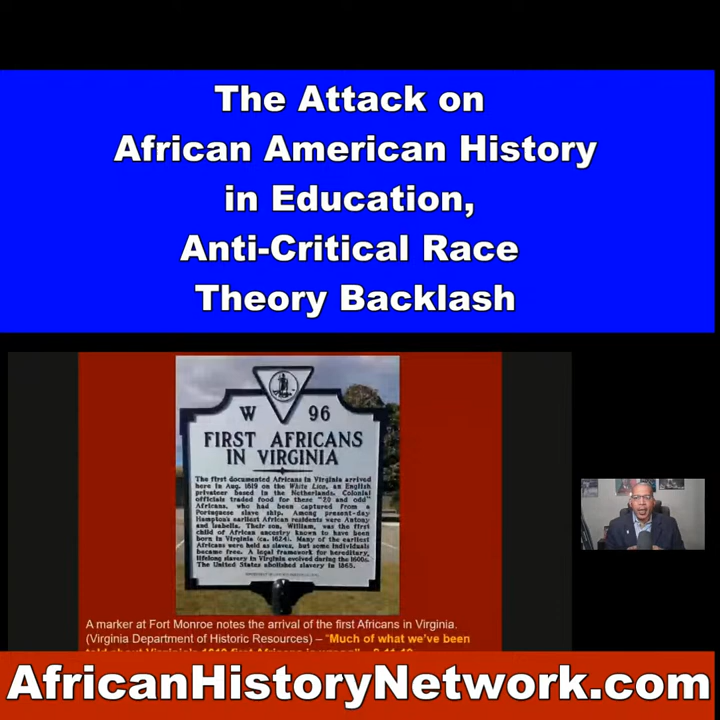 The Attack on
African American History
in Education,
Anti-Critical Race
Theory Backlash
W 96
FIRST AFRICANS
IN VIRGINIA
The first documented Africans in Virginia arrived
here in Aug. 1619 on the White Lion, an English
privateer based in the Netherlands. Colonial
officials traded food for these "20 and odd"
Africans, who had been captured from a
Portuguese slave ship. Among present-day
Hampton's earliest African residents were Antony
and Isabella. Their son, William, was the first
child of African ancestry known to have been
born in Virginia (ca. 1624). Many of the earliest
Africans were held as slaves, but some individuals
became free. A legal framework for hereditary,
lifelong slavery in Virginia evolved during the 1600s.
The United States abolished slavery in 1865.
A marker at Fort Monroe notes the arrival of the first Africans in Virginia.
(Virginia Department of Historic Resources) – "Much of what we've been
AfricanHistoryNetwork.com